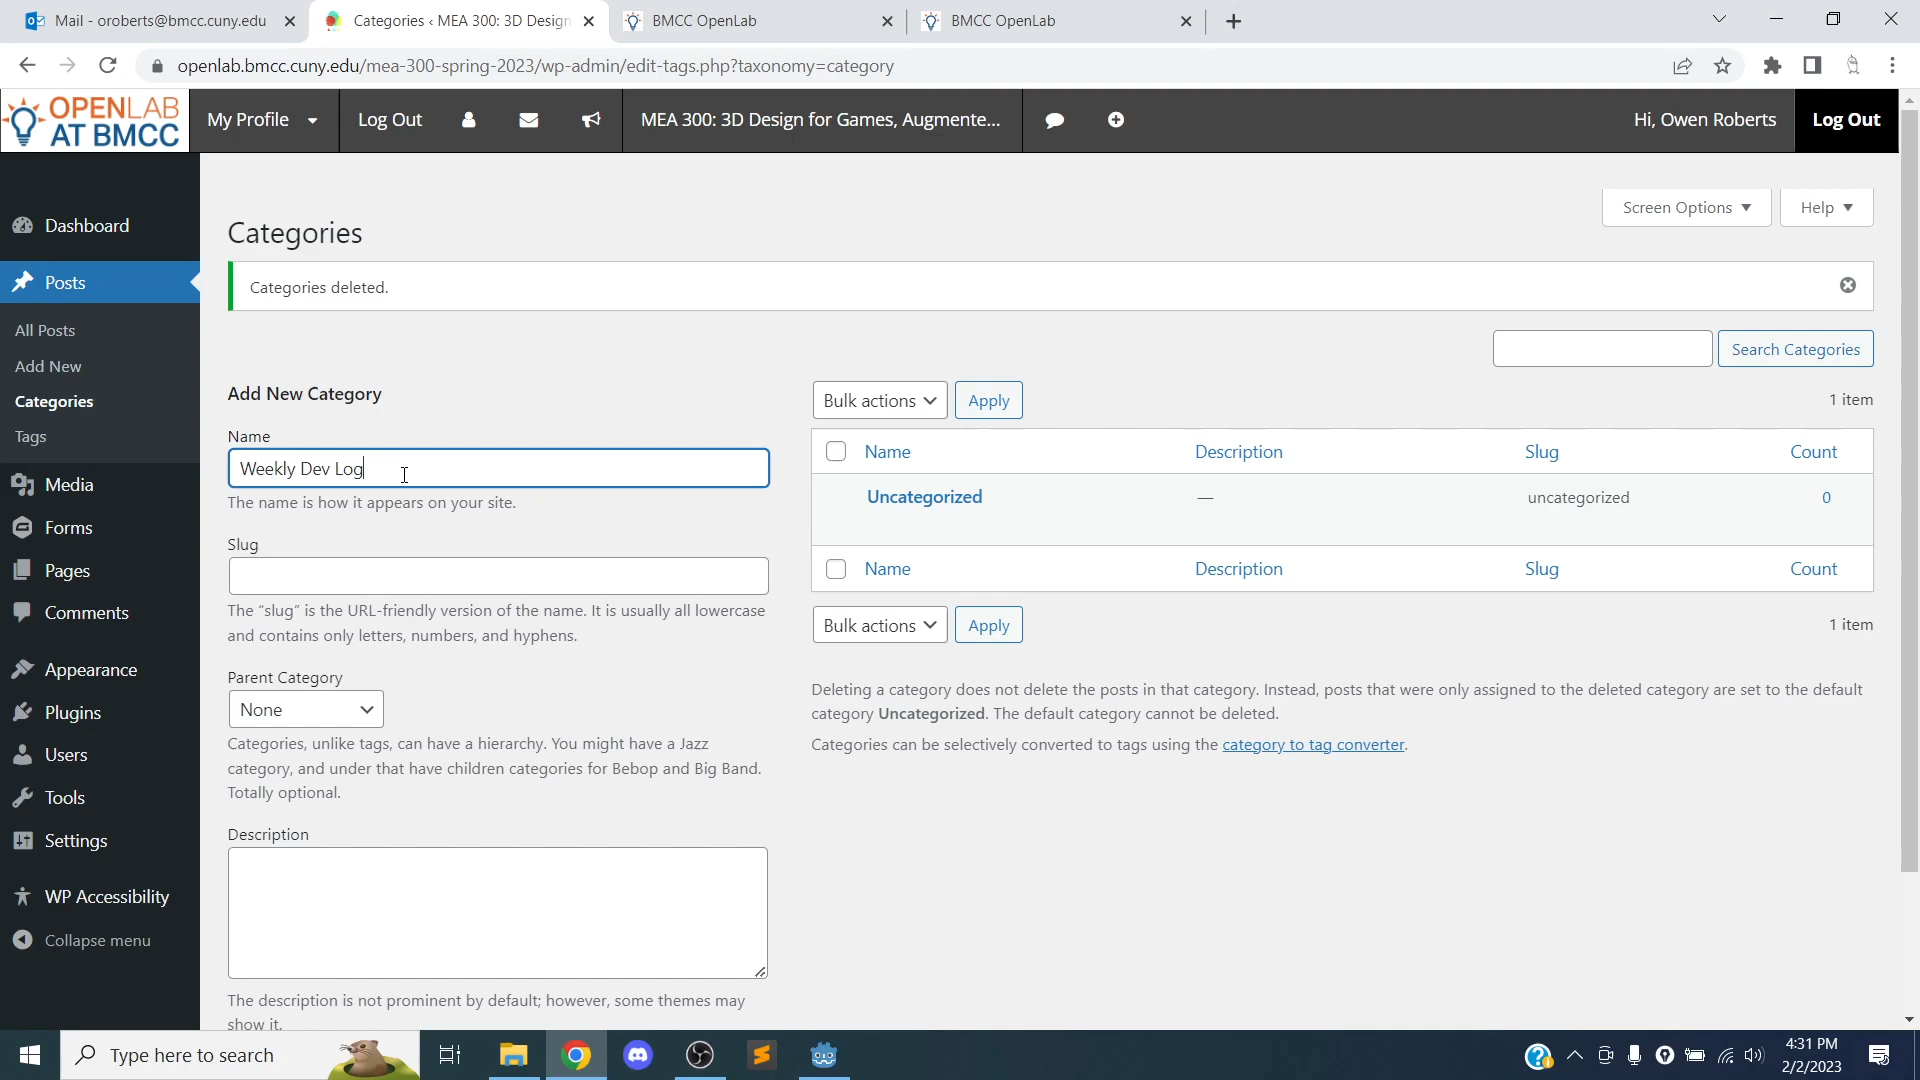 Mail - oroberts@bmcc.cuny.edu
Categories ‹ MEA 300: 3D Design
BMCC OpenLab
BMCC OpenLab
openlab.bmcc.cuny.edu/mea-300-spring-2023/wp-admin/edit-tags.php?taxonomy=category
OPENLAB
AT BMCC
My Profile
Log Out
MEA 300: 3D Design for Games, Augmente...
Hi, Owen Roberts
Log Out
Dashboard
Posts
All Posts
Add New
Categories
Tags
Media
Forms
Pages
Comments
Appearance
Plugins
Users
Tools
Settings
WP Accessibility
Collapse menu
Screen Options
Help
Categories
Categories deleted.
Search Categories
Add New Category
Name
Weekly Dev Log
The name is how it appears on your site.
Slug
The “slug” is the URL-friendly version of the name. It is usually all lowercase
and contains only letters, numbers, and hyphens.
Parent Category
None
Categories, unlike tags, can have a hierarchy. You might have a Jazz
category, and under that have children categories for Bebop and Big Band.
Totally optional.
Description
The description is not prominent by default; however, some themes may
show it.
Bulk actions
Apply
1 item
Name Description Slug Count
Uncategorized — uncategorized 0
Name Description Slug Count
Bulk actions
Apply
1 item
Deleting a category does not delete the posts in that category. Instead, posts that were only assigned to the deleted category are set to the default
category Uncategorized. The default category cannot be deleted.
Categories can be selectively converted to tags using the category to tag converter.
Type here to search
4:31 PM
2/2/2023